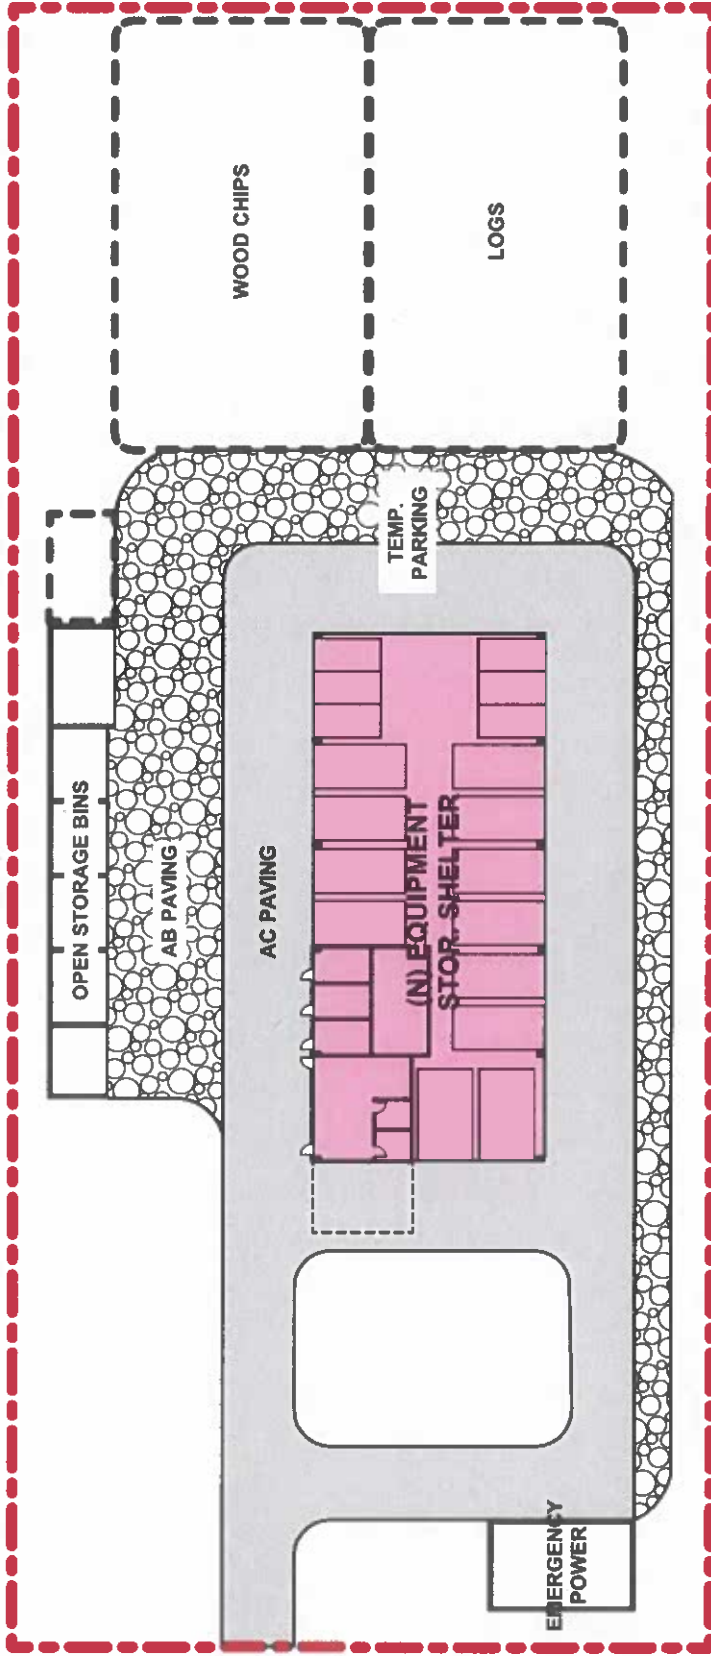 WOOD CHIPS
LOGS
TEMP.
PARKING
OPEN STORAGE BINS
AB PAVING
AC PAVING
(N) EQUIPMENT
STOR. SHELTER
EMERGENCY
POWER